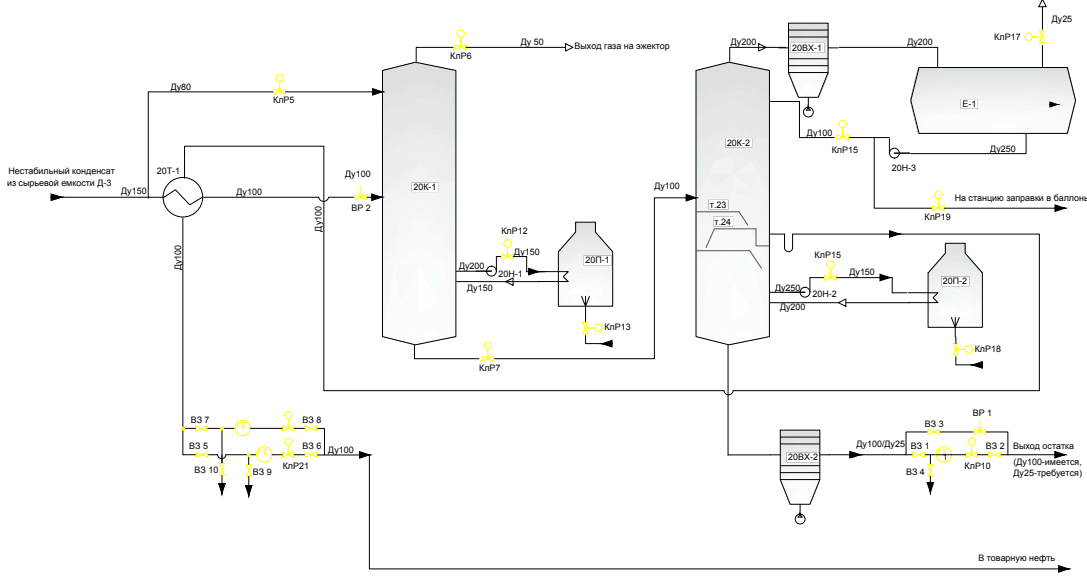 Ду25
КлР17
Ду 50
Выход газа на эжектор
КлР6
Ду200
20ВХ-1
Ду200
Ду80
КлР5
Е-1
Ду100
КлР15
Ду250
20Н-3
20К-2
Нестабильный конденсат
из сырьевой емкости Д-3
20Т-1
Ду150
Ду100
Ду100
ВР 2
20К-1
Ду100
На станцию заправки в баллоны
КлР19
т.23
т.24
Ду100
Ду100
КлР12
Ду150
Ду200
20Н-1
Ду150
20П-1
КлР15
Ду150
Ду250
20Н-2
Ду200
20П-2
КлР13
КлР18
КлР7
ВЗ 7
ВЗ 8
ВЗ 5
ВЗ 6
Ду100
КлР21
ВЗ 10
ВЗ 9
20ВХ-2
Ду100/Ду25
ВР 1
ВЗ 3
ВЗ 1
ВЗ 2
КлР10
ВЗ 4
Выход остатка
(Ду100-имеется,
Ду25-требуется)
В товарную нефть